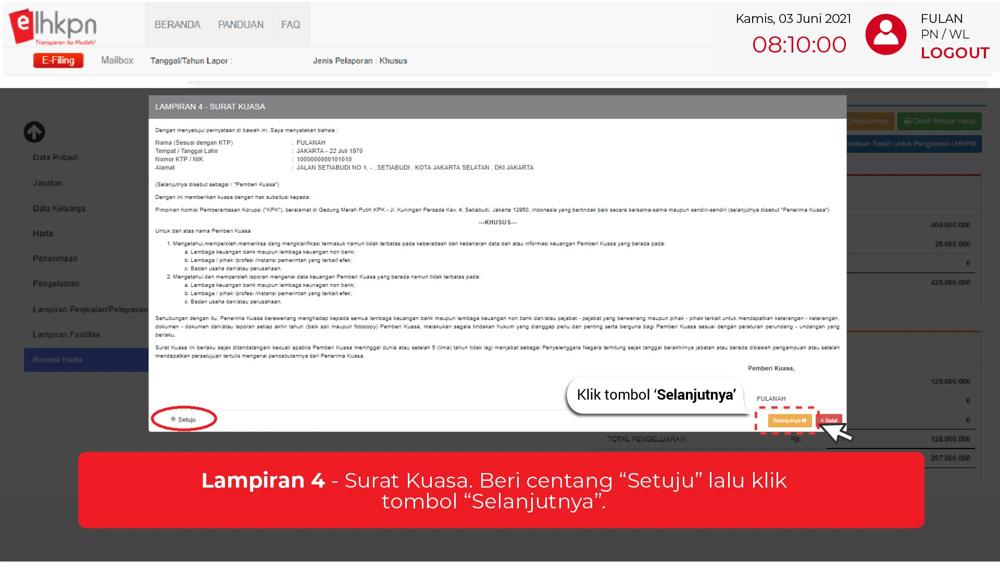 elhkpn
Transparan itu Mudah!
BERANDA PANDUAN FAQ
Kamis, 03 Juni 2021
08:10:00
FULAN
PN / WL
LOGOUT
E-Filing Mailbox Tanggal/Tahun Lapor : Jenis Pelaporan : Khusus
LAMPIRAN 4 - SURAT KUASA
Sebelumnya Cetak Ikhtisar Harta
mintaan Token Untuk Pengiriman LHKPN
Data Pribadi
Jabatan
Data Keluarga
Harta
Penerimaan
Pengeluaran
Lampiran Penjualan/Pelepasan
Lampiran Fasilitas
Review Harta
Dengan menyetujui pernyataan di bawah ini, Saya menyatakan bahwa :
Nama (Sesuai dengan KTP) : FULANAH
Tempat / Tanggal Lahir : JAKARTA - 22 Juli 1970
Nomor KTP / NIK : 1000000000101010
Alamat : JALAN SETIABUDI NO 1, - , SETIABUDI , KOTA JAKARTA SELATAN , DKI JAKARTA
(Selanjutnya disebut sebagai / "Pemberi Kuasa")
Dengan ini memberikan kuasa dengan hak subsitusi kepada:
Pimpinan Komisi Pemberantasan Korupsi ("KPK"), beralamat di Gedung Merah Putih KPK - Jl. Kuningan Persada Kav. 4, Setiabudi, Jakarta 12950, Indonesia yang bertindak baik secara bersama-sama maupun sendiri-sendiri (selanjutnya disebut "Penerima Kuasa")
---KHUSUS---
Untuk dan atas nama Pemberi Kuasa
1. Mengetahui,memperoleh,memeriksa dang mengklarifikasi termasuk namun tidak terbatas pada keberadaan dan kebenaran data dan atau informasi keuangan Pemberi Kuasa yang berada pada:
a. Lembaga keuangan bank maupun lembaga keuangan non bank;
b. Lembaga / pihak /profesi /instansi pemerintah yang terkait efek;
c. Badan usaha dan/atau perusahaan.
2. Mengetahui dan memperoleh laporan mengenai data keuangan Pemberi Kuasa yang berada namun tidak terbatas pada:
a. Lembaga keuangan bank maupun lembaga keunagan non bank;
b. Lembaga / pihak /profesi /instansi pemerintah yang terkait efek;
c. Badan usaha dan/atau perusahaan.
Sehubungan dengan itu, Penerima Kuasa berewenang menghadap kepada semua lembaga keuangan bank maupun lembaga keuangan non bank dan/atau pejabat - pejabat yang berwenang maupun pihak - pihak terkait untuk mendapatkan keterangan - keterangan,
dokumen - dokumen dan/atau laporan setiap akhir tahun (baik asli maupun fotocopy) Pemberi Kuasa, melakukan segala tindakan hukum yang dianggap perlu dan penting serta berguna bagi Pemberi Kuasa sesuai dengan peraturan perundang - undangan yang
berlaku.
Surat Kuasa ini berlaku sejak ditandatangani kecuali apabila Pemberi Kuasa meninggal dunia atau setelah 5 (lima) tahun tidak lagi menjabat sebagai Penyelenggara Negara terhitung sejak tanggal berakhirnya jabatan atau berada dibawah pengampuan atau setelah
mendapatkan persetujuan tertulis mengenai pencabutannya dari Penerima Kuasa.
Pemberi Kuasa,
Klik tombol ‘Selanjutnya’
FULANAH
Setuju
Selanjutnya × Batal
400.000.000
25.000.000
0
425.000.000
128.000.000
0
0
TOTAL PENGELUARAN Rp. 128.000.000
297.000.000
Lampiran 4 - Surat Kuasa. Beri centang “Setuju” lalu klik
tombol “Selanjutnya”.